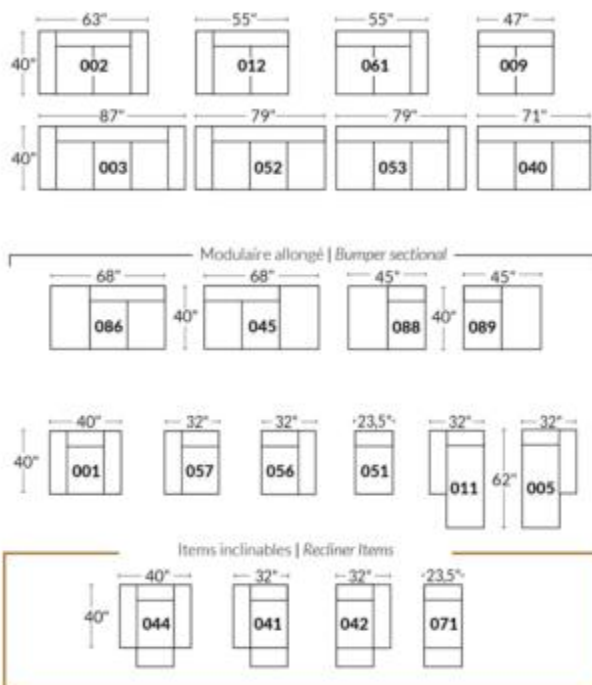 63" 55" 55" 47"
40" 002 012 061 009
87" 79" 79" 71"
40" 003 052 053 040
Modulaire allongé | Bumper sectional
68" 68" 45" 45"
086 40" 045 088 40" 089
40" 32" 32" 23,5" 32" 32"
40" 001 057 056 051 011 62" 005
Items inclinables | Recliner Items
40" 32" 32" 23,5"
40" 044 041 042 071